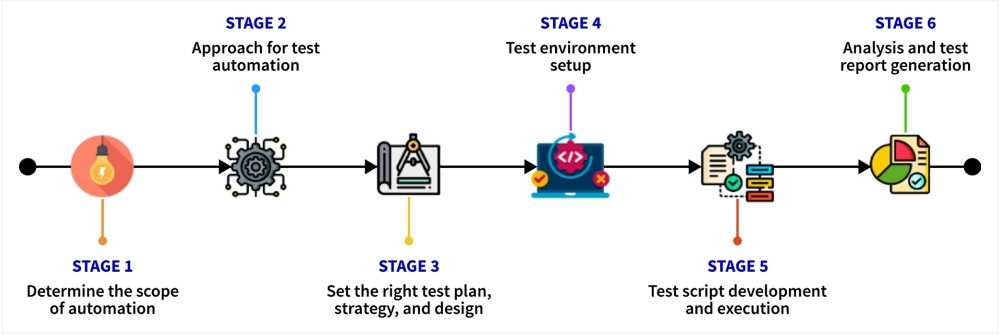 STAGE 1
Determine the scope
of automation
STAGE 2
Approach for test
automation
STAGE 3
Set the right test plan,
strategy, and design
STAGE 4
Test environment
setup
STAGE 5
Test script development
and execution
STAGE 6
Analysis and test
report generation